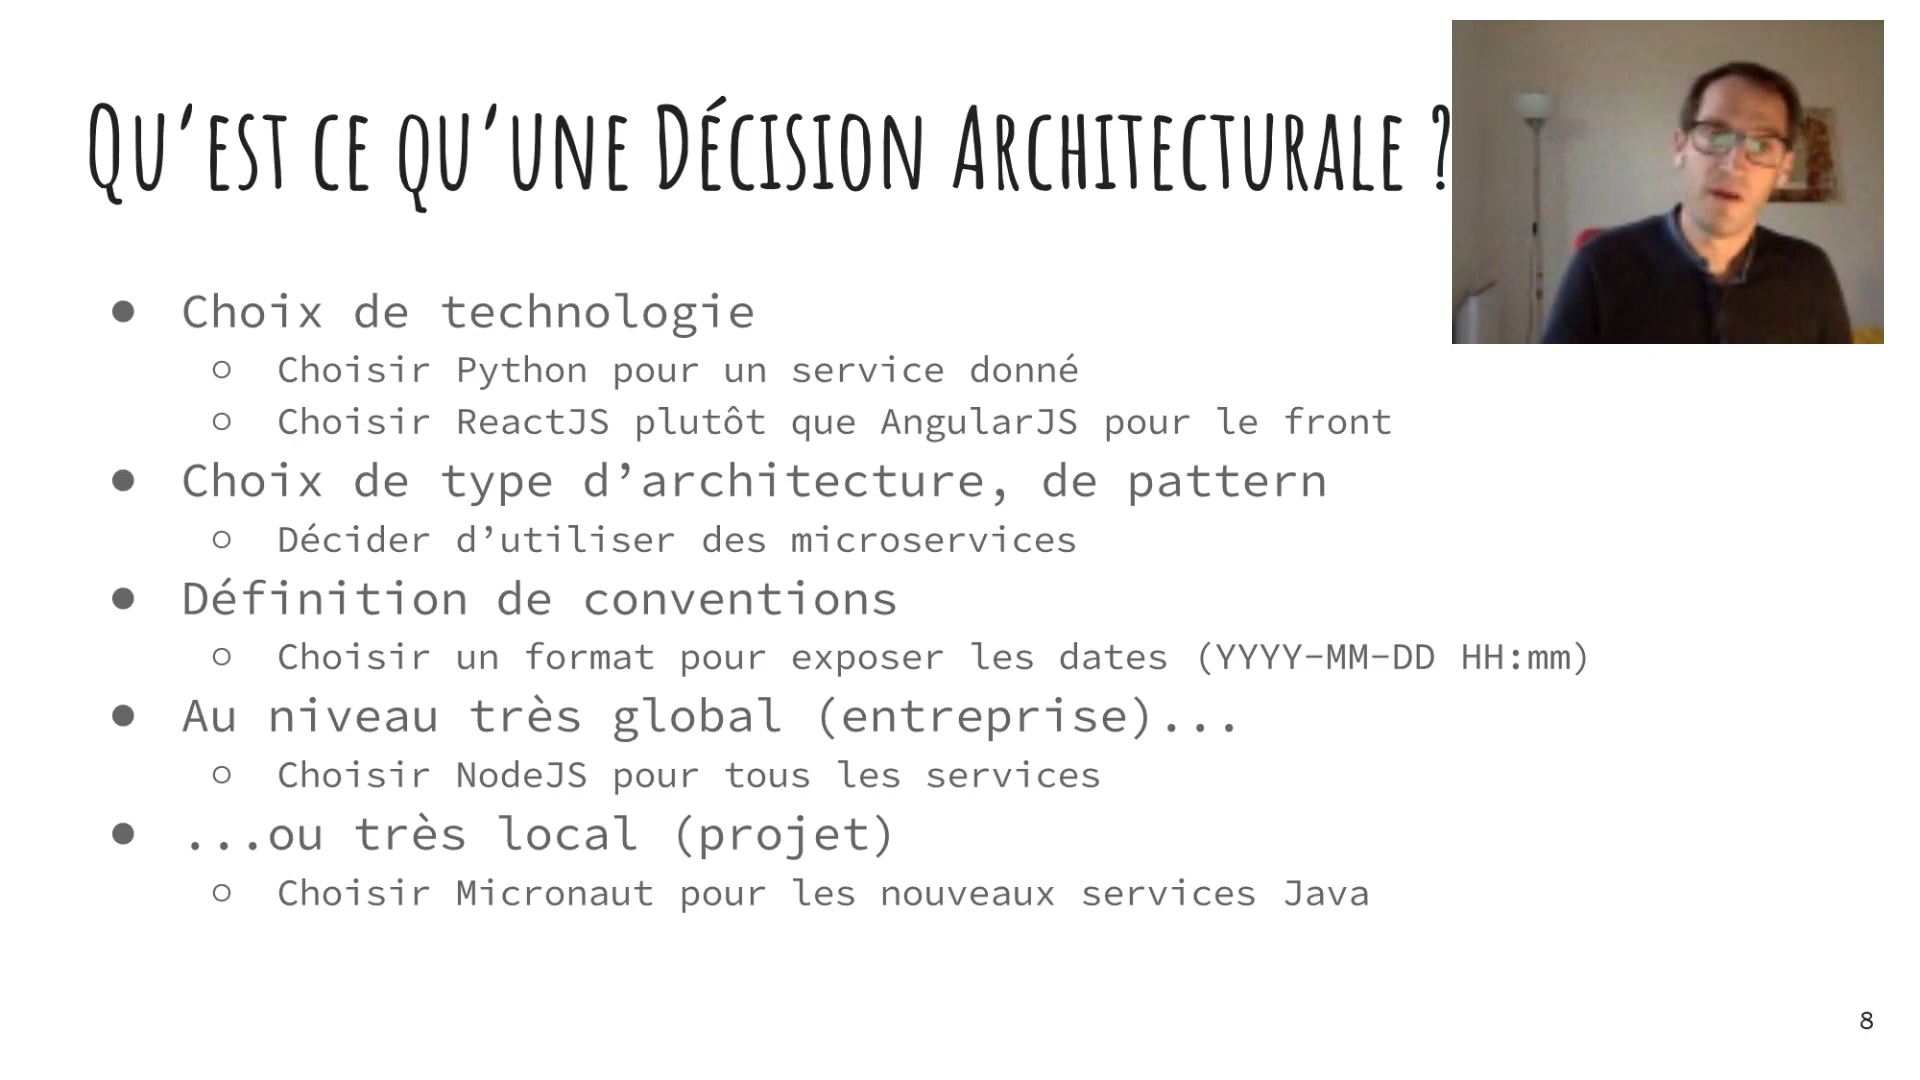 Qu’est ce qu’une Décision Architecturale ?
● Choix de technologie
○ Choisir Python pour un service donné
○ Choisir ReactJS plutôt que AngularJS pour le front
● Choix de type d’architecture, de pattern
○ Décider d’utiliser des microservices
● Définition de conventions
○ Choisir un format pour exposer les dates (YYYY-MM-DD HH:mm)
● Au niveau très global (entreprise)...
○ Choisir NodeJS pour tous les services
● ...ou très local (projet)
○ Choisir Micronaut pour les nouveaux services Java
8